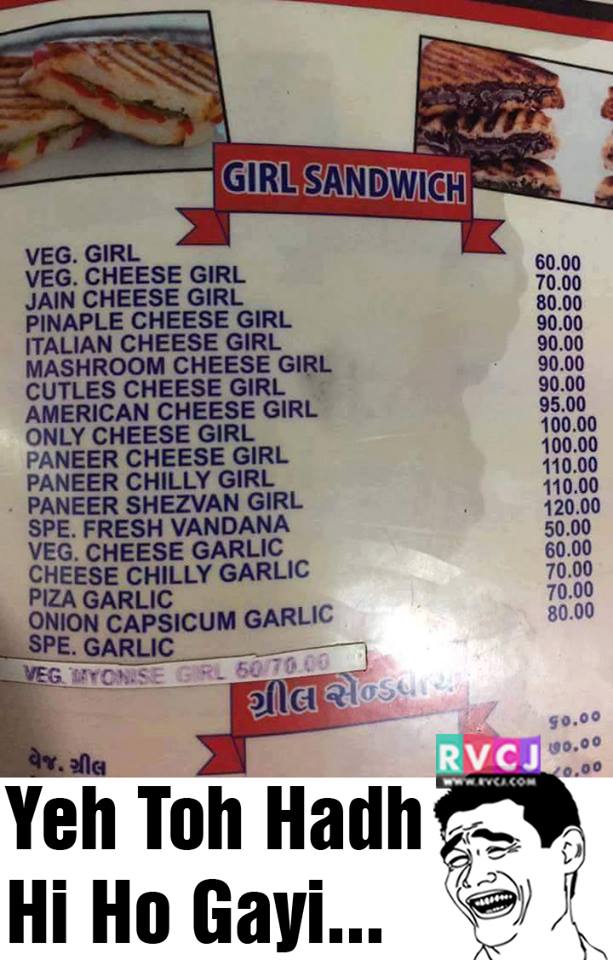 GIRL SANDWICH
VEG. GIRL 60.00
VEG. CHEESE GIRL 70.00
JAIN CHEESE GIRL 80.00
PINAPLE CHEESE GIRL 90.00
ITALIAN CHEESE GIRL 90.00
MASHROOM CHEESE GIRL 90.00
CUTLES CHEESE GIRL 90.00
AMERICAN CHEESE GIRL 95.00
ONLY CHEESE GIRL 100.00
PANEER CHEESE GIRL 100.00
PANEER CHILLY GIRL 110.00
PANEER SHEZVAN GIRL 110.00
SPE. FRESH VANDANA 120.00
VEG. CHEESE GARLIC 50.00
CHEESE CHILLY GARLIC 60.00
PIZA GARLIC 70.00
ONION CAPSICUM GARLIC 70.00
SPE. GARLIC 80.00
VEG. MYONISE GIRL 60/70.00
ગ્રીલ સેન્ડવીચ
વેજ. ગ્રીલ ૬૦.૦૦
૭૦.૦૦
RVCJ
WWW.RVCJ.COM
Yeh Toh Hadh
Hi Ho Gayi...